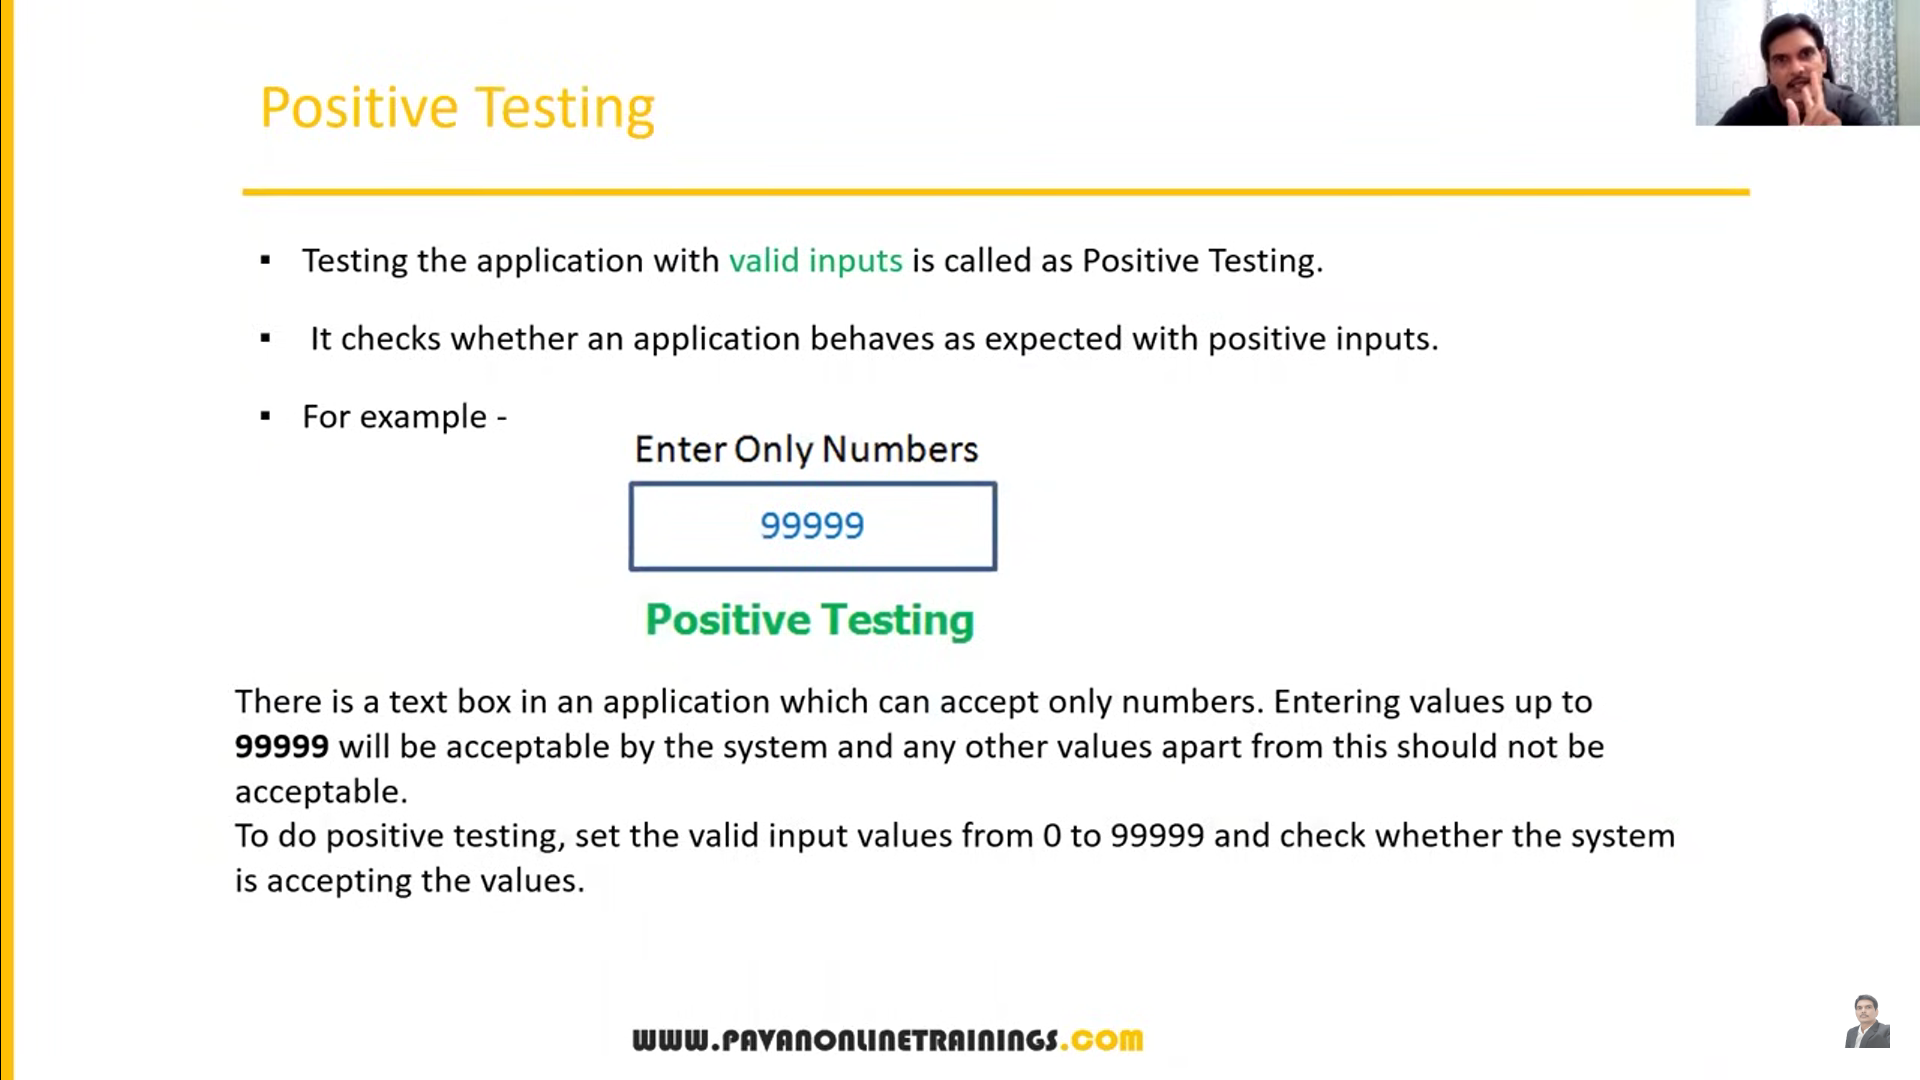 Positive Testing
▪ Testing the application with valid inputs is called as Positive Testing.
▪ It checks whether an application behaves as expected with positive inputs.
▪ For example -
Enter Only Numbers
99999
Positive Testing
There is a text box in an application which can accept only numbers. Entering values up to
99999 will be acceptable by the system and any other values apart from this should not be
acceptable.
To do positive testing, set the valid input values from 0 to 99999 and check whether the system
is accepting the values.
WWW.PAVANONLINETRAININGS.COM